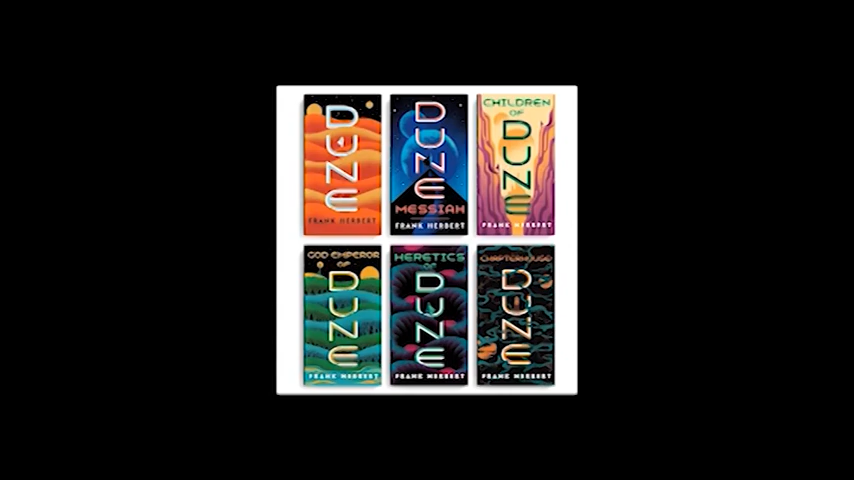 DUNE
FRANK HERBERT
DUNE
MESSIAH
FRANK HERBERT
CHILDREN
OF
DUNE
FRANK HERBERT
GOD EMPEROR
OF
DUNE
FRANK HERBERT
HERETICS
OF
DUNE
FRANK HERBERT
CHAPTERHOUSE
DUNE
FRANK HERBERT